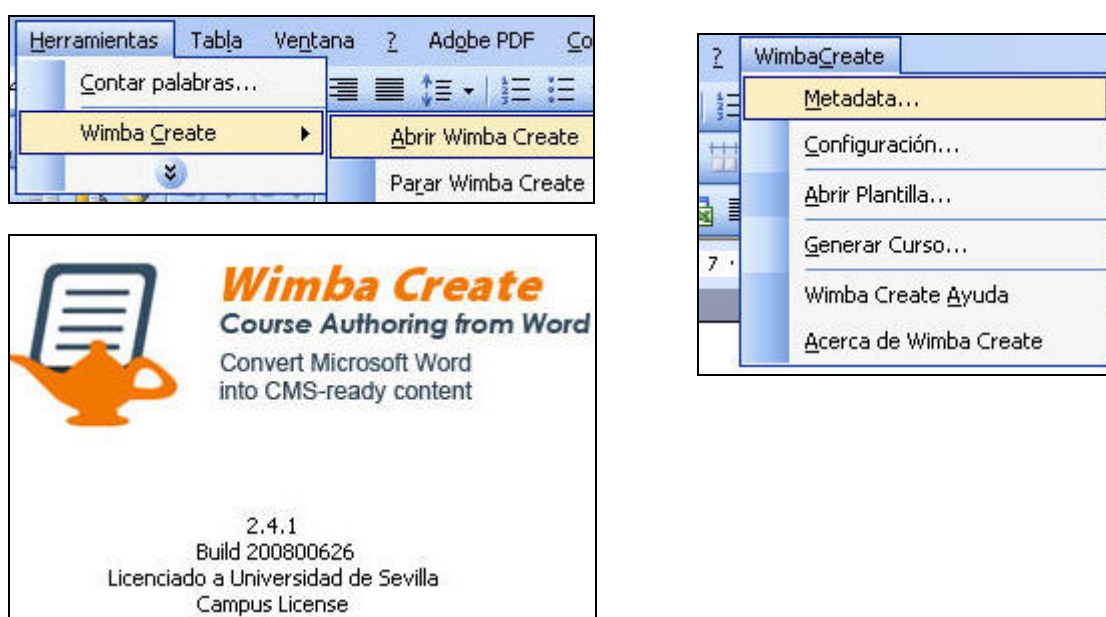 Herramientas Tabla Ventana ? Adobe PDF Co
Contar palabras...
Wimba Create Abrir Wimba Create
Parar Wimba Create
Wimba Create
Course Authoring from Word
Convert Microsoft Word
into CMS-ready content
2.4.1
Build 200800626
Licenciado a Universidad de Sevilla
Campus License
? WimbaCreate
Metadata...
Configuración...
Abrir Plantilla...
Generar Curso...
7
Wimba Create Ayuda
Acerca de Wimba Create